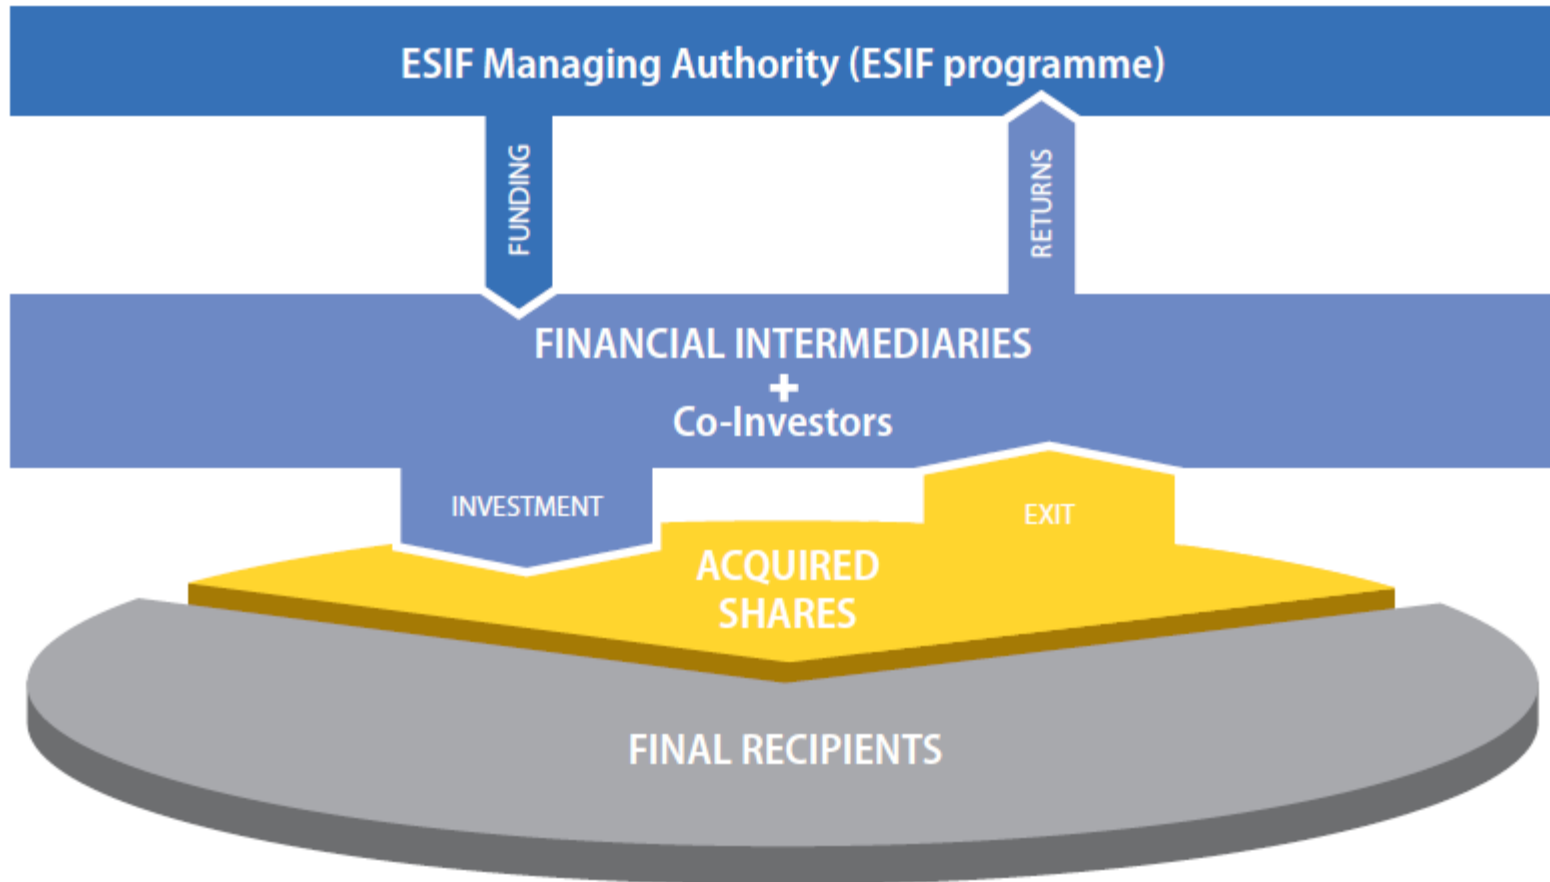 ESIF Managing Authority (ESIF programme)
FUNDING
RETURNS
FINANCIAL INTERMEDIARIES
+
Co-Investors
INVESTMENT
EXIT
ACQUIRED
SHARES
FINAL RECIPIENTS